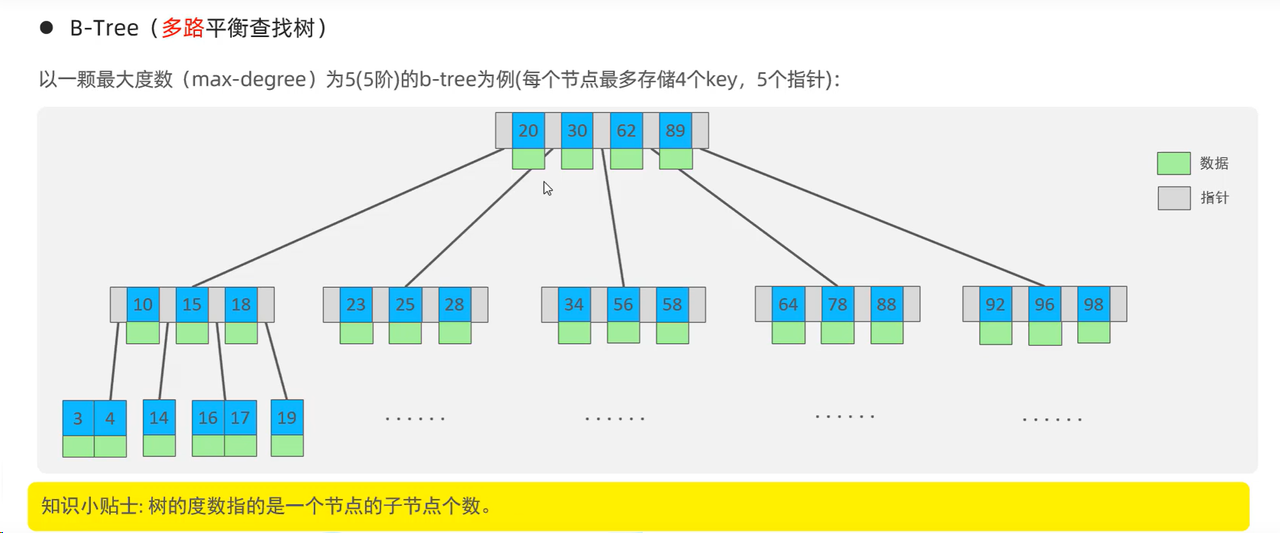 ● B-Tree（多路平衡查找树）
以一颗最大度数（max-degree）为5(5阶)的b-tree为例(每个节点最多存储4个key，5个指针)：
20 30 62 89
数据
指针
10 15 18 23 25 28 34 56 58 64 78 88 92 96 98
3 4 14 16 17 19 ······ ······ ······ ······
知识小贴士: 树的度数指的是一个节点的子节点个数。